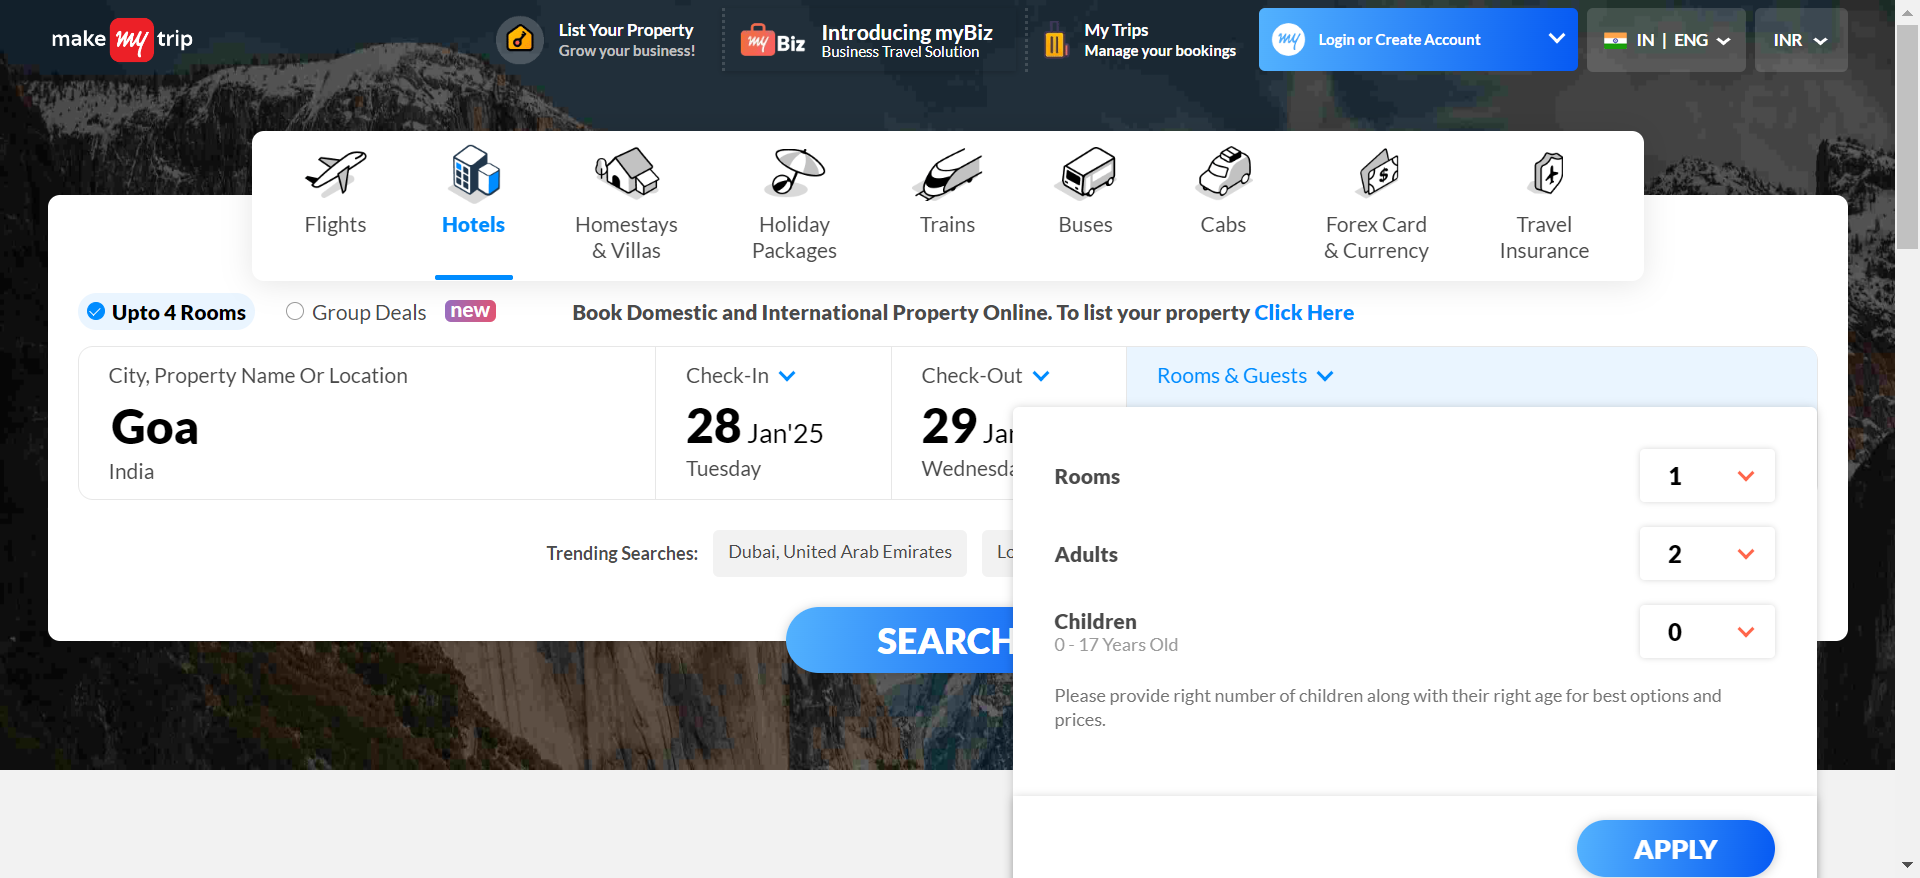 make my trip
List Your Property
Grow your business!
my Biz
Introducing myBiz
Business Travel Solution
My Trips
Manage your bookings
my
Login or Create Account
IN | ENG
INR
Flights
Hotels
Homestays
& Villas
Holiday
Packages
Trains
Buses
Cabs
Forex Card
& Currency
Travel
Insurance
Upto 4 Rooms
Group Deals
new
Book Domestic and International Property Online. To list your property Click Here
City, Property Name Or Location
Goa
India
Check-In
28 Jan'25
Tuesday
Check-Out
29 Jan
Wednesda
Rooms & Guests
Rooms
1
Adults
2
Children
0 - 17 Years Old
0
Please provide right number of children along with their right age for best options and
prices.
APPLY
Trending Searches:
Dubai, United Arab Emirates
Lo
SEARCH